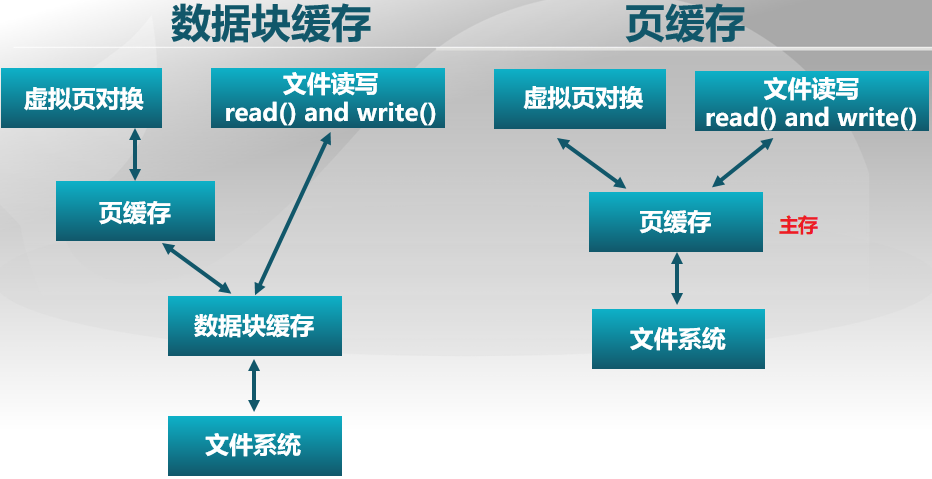 数据块缓存
虚拟页对换
文件读写
read() and write()
页缓存
数据块缓存
文件系统
页缓存
虚拟页对换
文件读写
read() and write()
页缓存
主存
文件系统